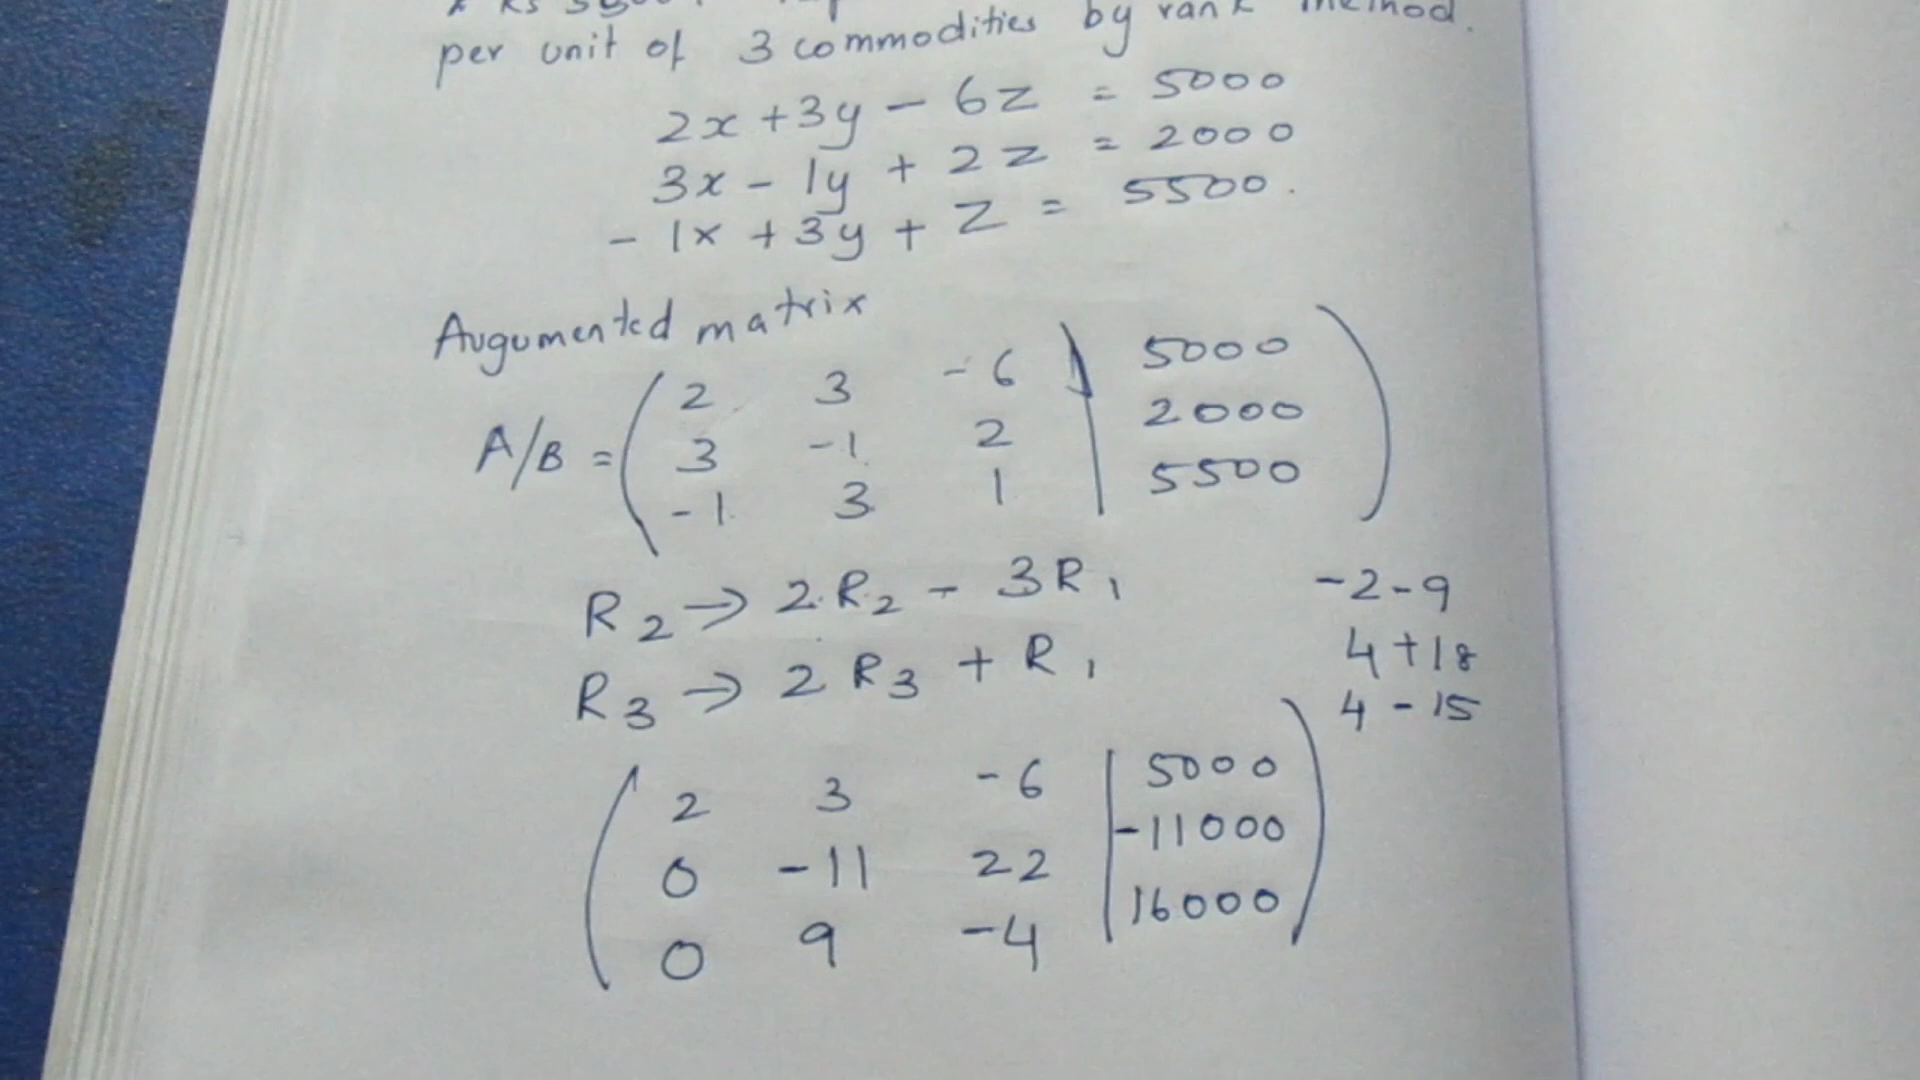 per unit of 3 commodities by rank method.
2x + 3y - 6z = 5000
3x - 1y + 2z = 2000
- 1x + 3y + z = 5500.
Augumented matrix
2 3 -6 5000
A/B = 3 -1 2 2000
-1 3 1 5500
R2 → 2R2 - 3R1 -2-9
4+18
R3 → 2R3 + R1
4-15
2 3 -6 5000
0 -11 22 -11000
0 9 -4 16000